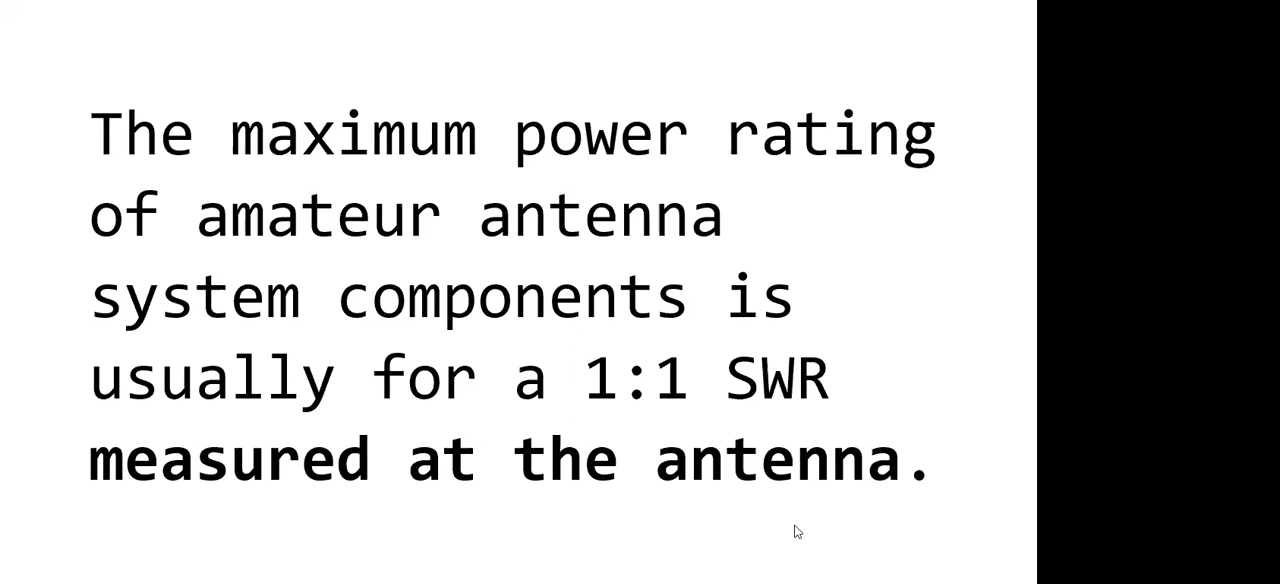 The maximum power rating
of amateur antenna
system components is
usually for a 1:1 SWR
measured at the antenna.